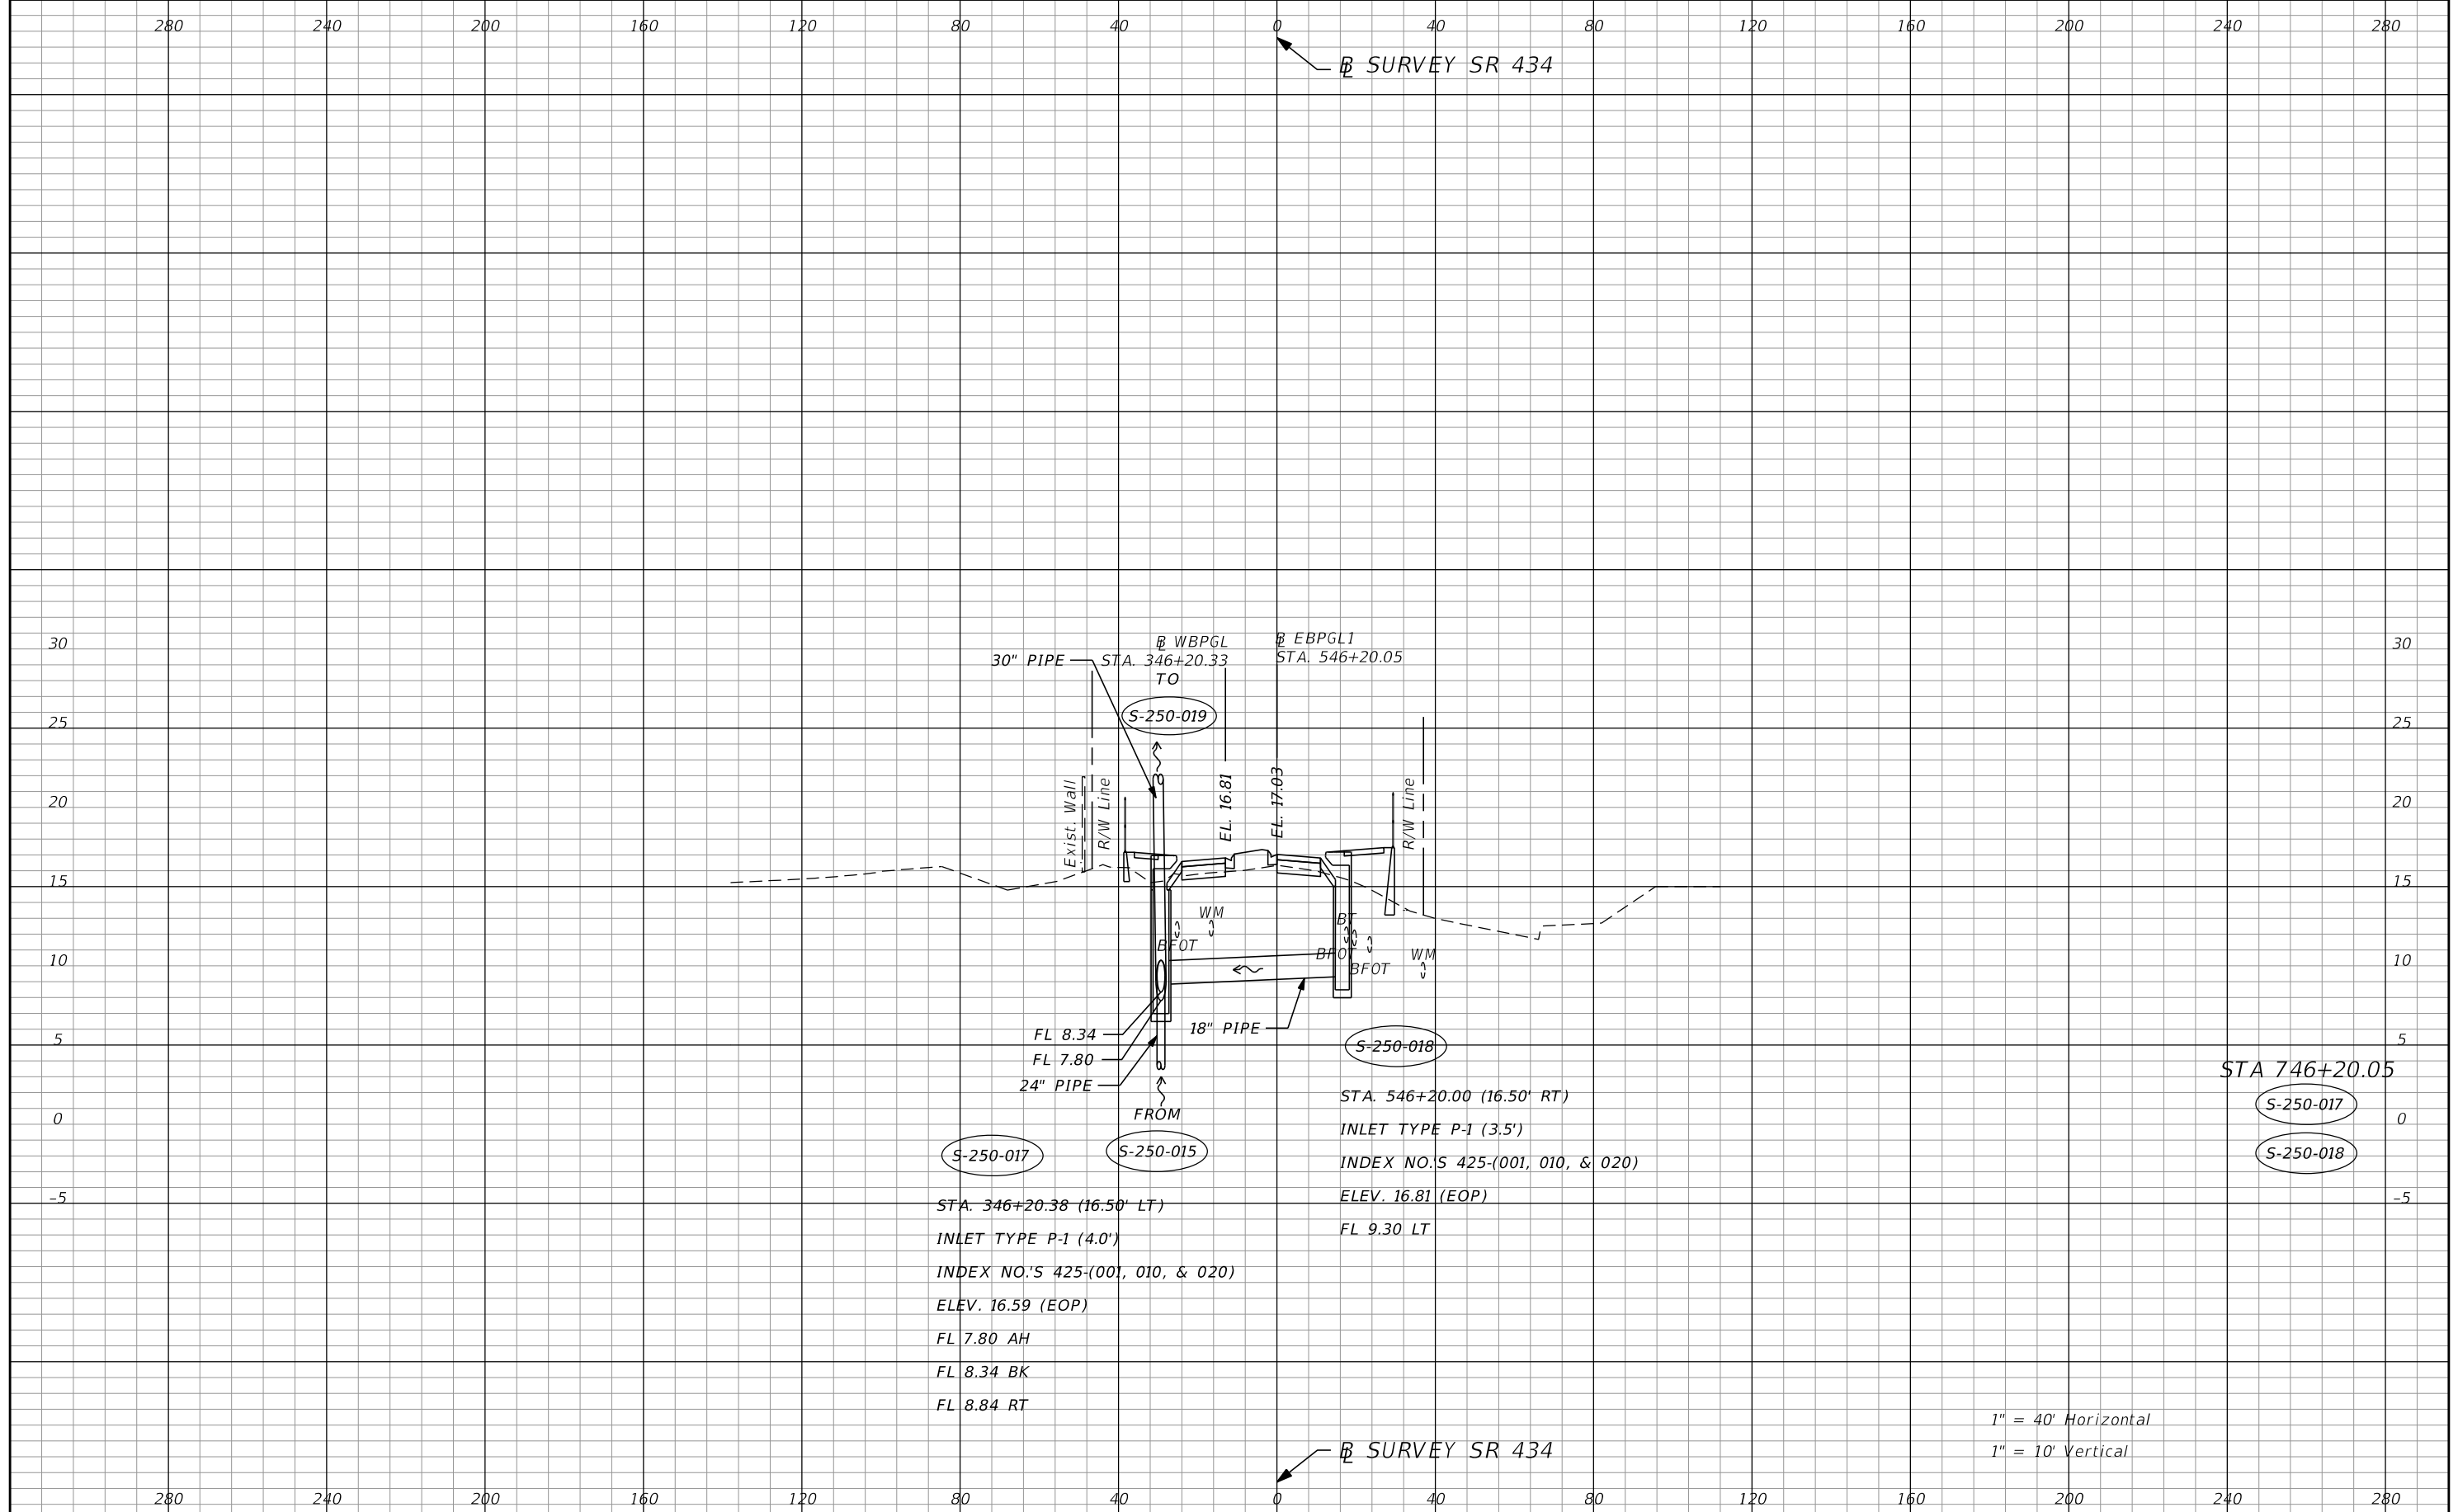 280 240 200 160 120 80 40 0 40 80 120 160 200 240 280
℄B SURVEY SR 434
30 30
℄B WBPGL
℄B EBPGL1
30" PIPE
STA. 346+20.33
STA. 546+20.05
TO
S-250-019
25 25
Exist. Wall
R/W Line
EL. 16.81
EL. 17.03
R/W Line
20 20
15 15
WM
BT
BFOT
BFOT
WM
BFOT
10 10
FL 8.34
18" PIPE
5 5
S-250-018
FL 7.80
24" PIPE
STA 746+20.05
S-250-017
S-250-018
FROM
0 0
S-250-015
S-250-017
STA. 546+20.00 (16.50' RT)
INLET TYPE P-1 (3.5')
INDEX NO.'S 425-(001, 010, & 020)
ELEV. 16.81 (EOP)
FL 9.30 LT
-5 -5
STA. 346+20.38 (16.50' LT)
INLET TYPE P-1 (4.0')
INDEX NO.'S 425-(001, 010, & 020)
ELEV. 16.59 (EOP)
FL 7.80 AH
FL 8.34 BK
FL 8.84 RT
1" = 40' Horizontal
1" = 10' Vertical
℄B SURVEY SR 434
280 240 200 160 120 80 40 0 40 80 120 160 200 240 280